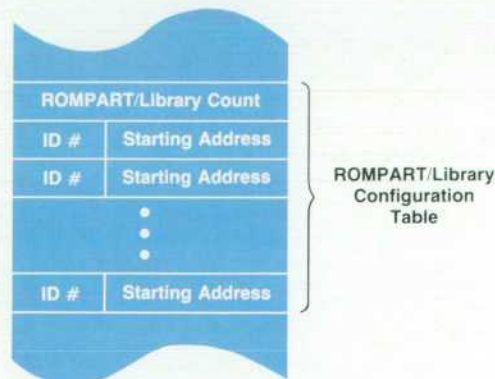 ROMPART/Library Count
ID # Starting Address
ID # Starting Address
ID # Starting Address
ROMPART/Library
Configuration
Table